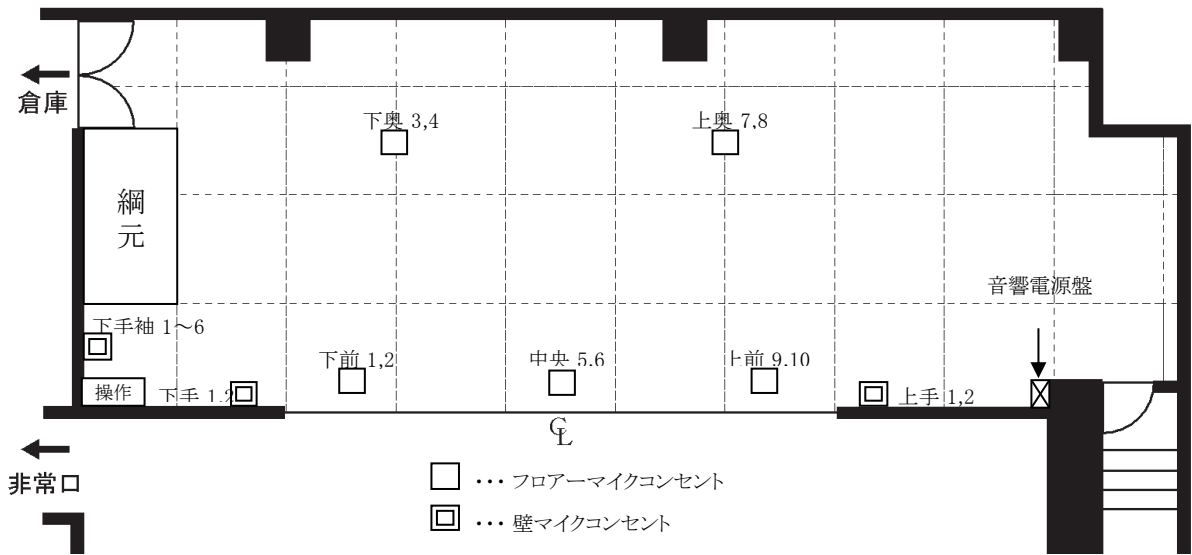 倉庫
下奥 3,4
上奥 7,8
綱
元
音響電源盤
下手袖 1～6
下前 1,2
中央 5,6
上前 9,10
操作
下手 1,2
上手 1,2
℄
非常口
… フロアーマイクコンセント
… 壁マイクコンセント